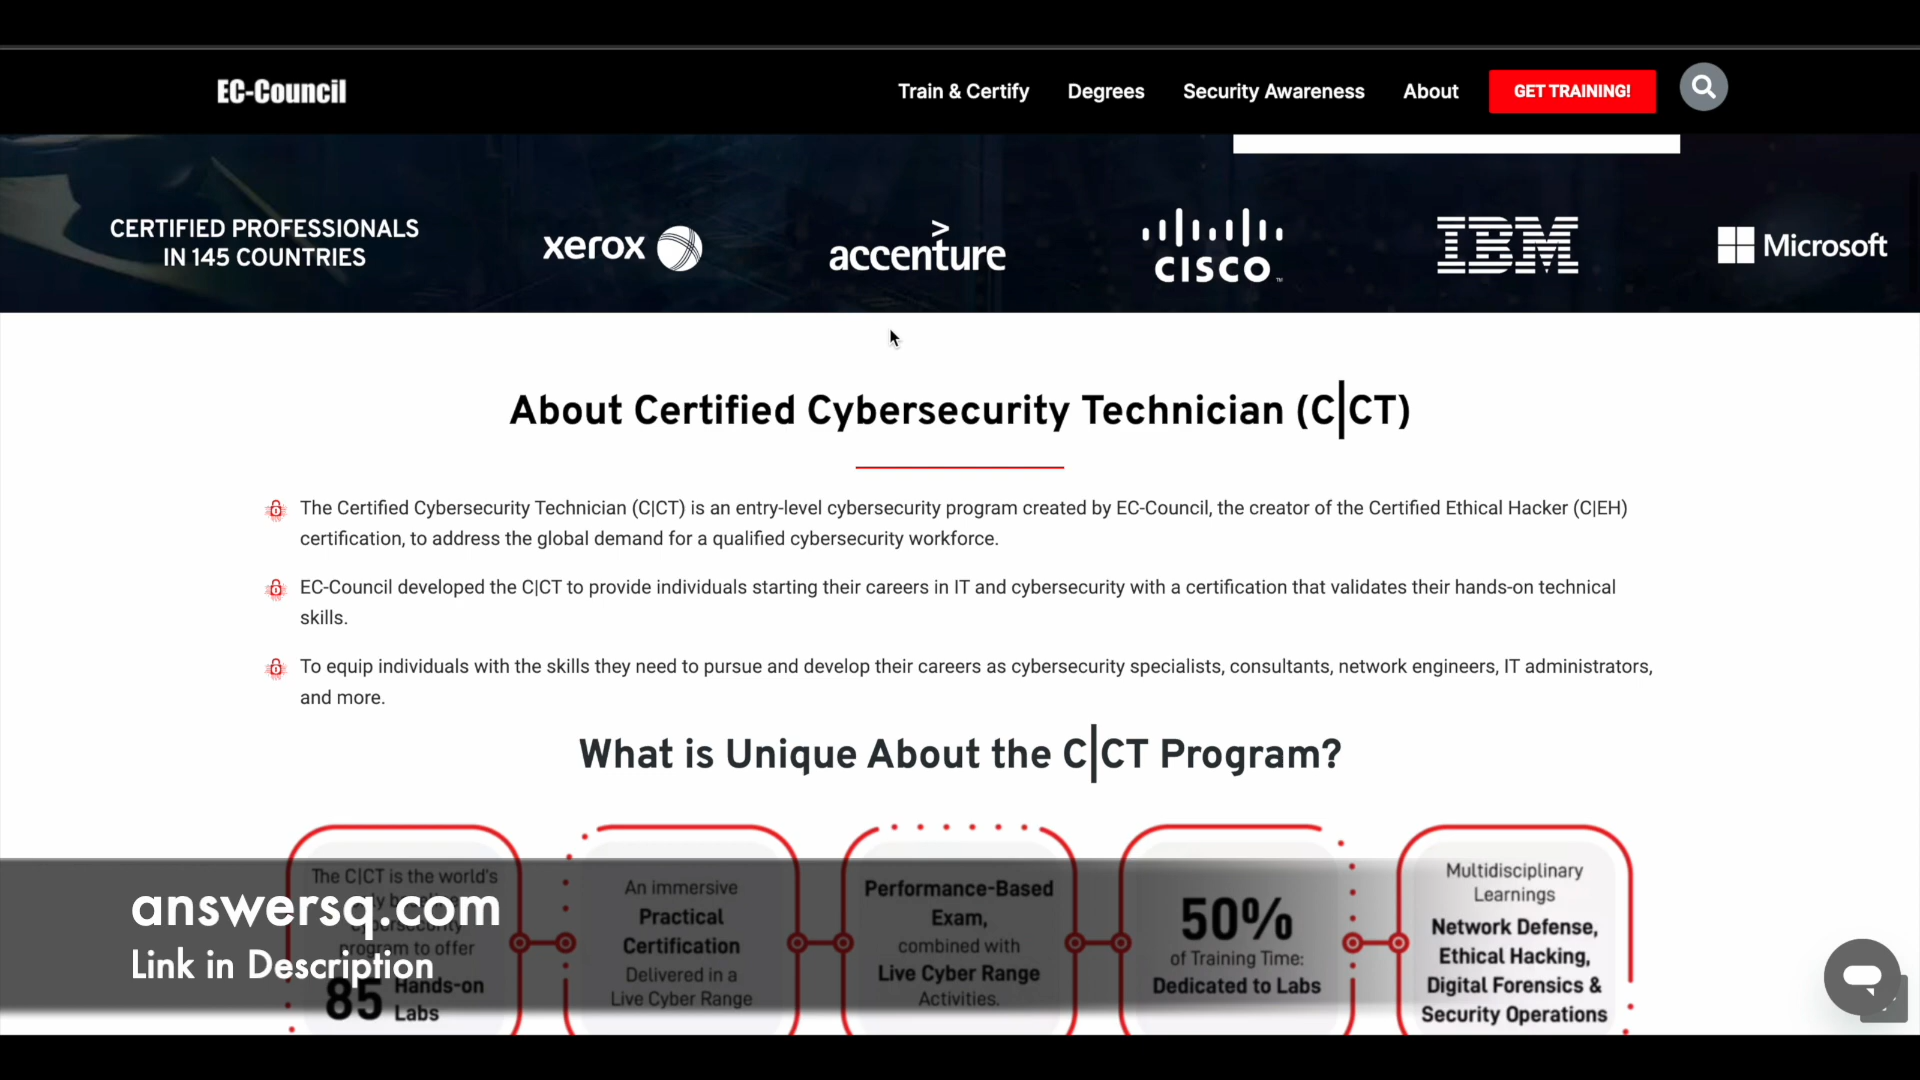 EC-Council
Train & Certify
Degrees
Security Awareness
About
GET TRAINING!
CERTIFIED PROFESSIONALS
IN 145 COUNTRIES
xerox
accenture
CISCO
IBM
Microsoft
About Certified Cybersecurity Technician (C|CT)
The Certified Cybersecurity Technician (C|CT) is an entry-level cybersecurity program created by EC-Council, the creator of the Certified Ethical Hacker (C|EH)
certification, to address the global demand for a qualified cybersecurity workforce.
EC-Council developed the C|CT to provide individuals starting their careers in IT and cybersecurity with a certification that validates their hands-on technical
skills.
To equip individuals with the skills they need to pursue and develop their careers as cybersecurity specialists, consultants, network engineers, IT administrators,
and more.
What is Unique About the C|CT Program?
The C|CT is the world's
cybersecurity
program to offer
85 Hands-on
Labs
An immersive
Practical
Certification
Delivered in a
Live Cyber Range
Performance-Based
Exam,
combined with
Live Cyber Range
Activities.
50%
of Training Time:
Dedicated to Labs
Multidisciplinary
Learnings
Network Defense,
Ethical Hacking,
Digital Forensics &
Security Operations
answersq.com
Link in Description